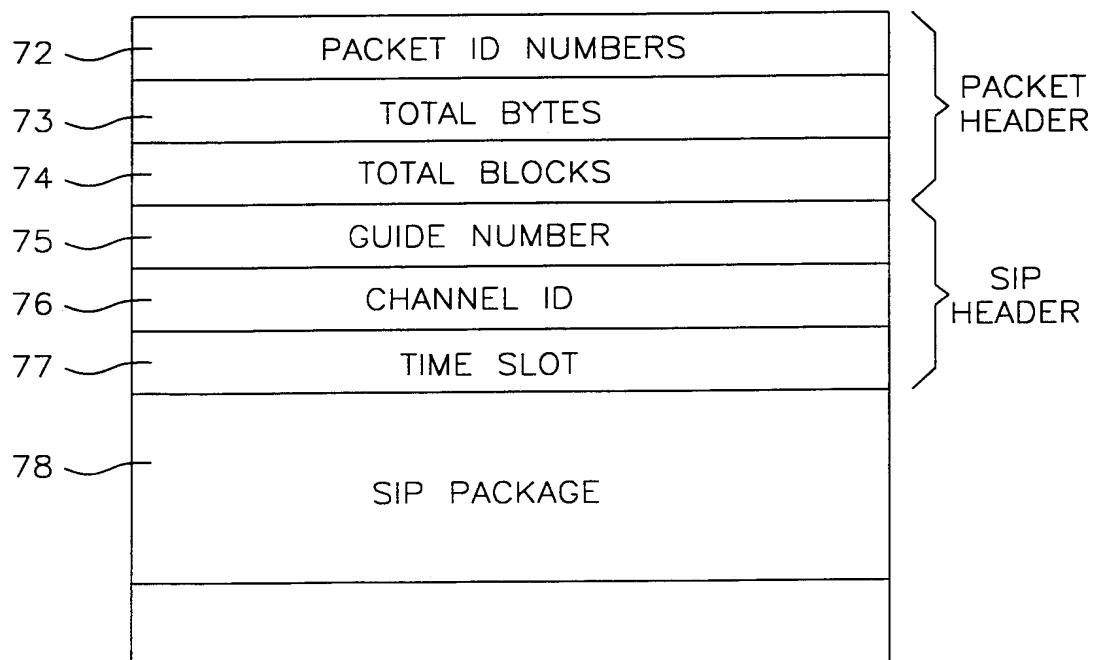 72 PACKET ID NUMBERS
73 TOTAL BYTES
74 TOTAL BLOCKS
PACKET
HEADER
75 GUIDE NUMBER
76 CHANNEL ID
77 TIME SLOT
SIP
HEADER
78 SIP PACKAGE